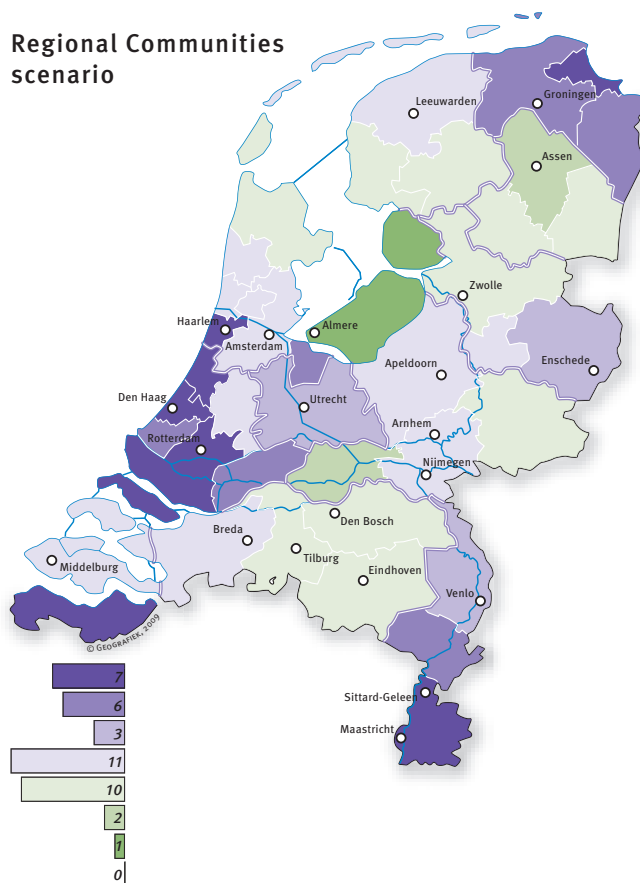 Regional Communities
scenario
Leeuwarden
Groningen
Assen
Zwolle
Haarlem
Almere
Amsterdam
Apeldoorn
Enschede
Den Haag
Utrecht
Arnhem
Rotterdam
Nijmegen
Den Bosch
Breda
Tilburg
Middelburg
Eindhoven
Venlo
© GEOGRAFIEK, 2009
Sittard-Geleen
Maastricht
7
6
3
11
10
2
1
0